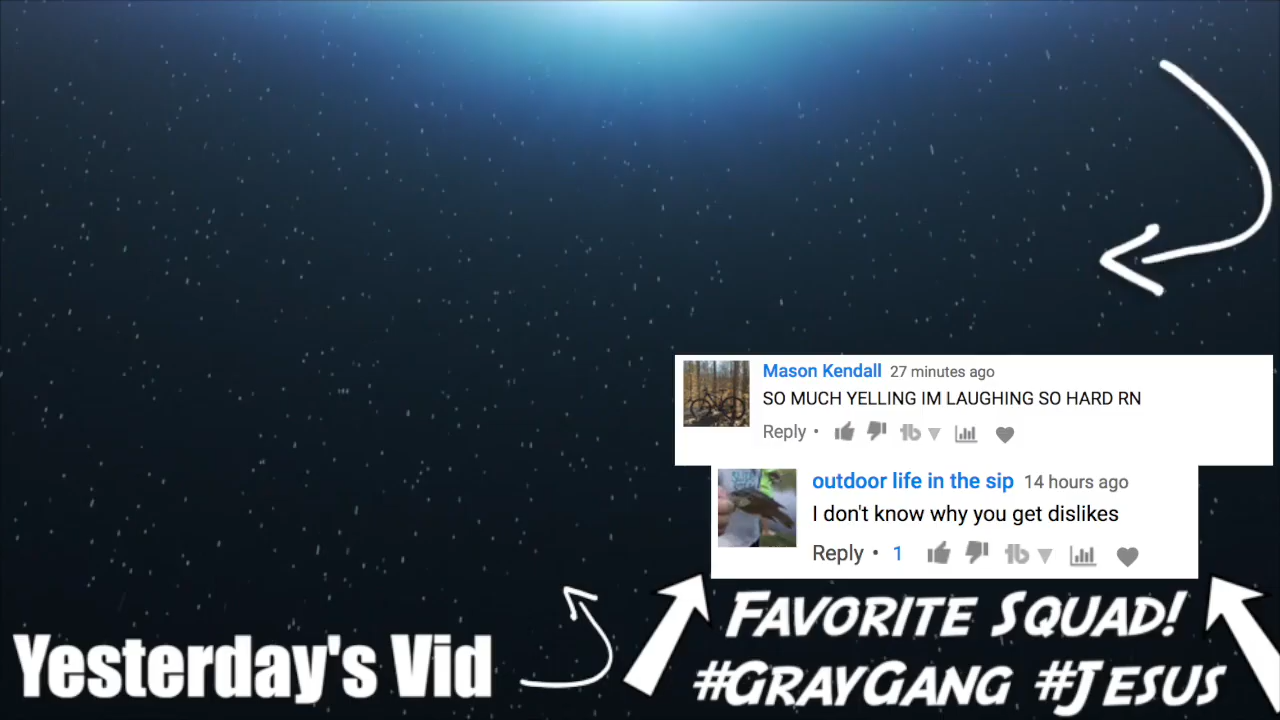 Mason Kendall 27 minutes ago
SO MUCH YELLING IM LAUGHING SO HARD RN
Reply •
outdoor life in the sip 14 hours ago
I don't know why you get dislikes
Reply • 1
Favorite Squad!
#GrayGang #Jesus
Yesterday's Vid